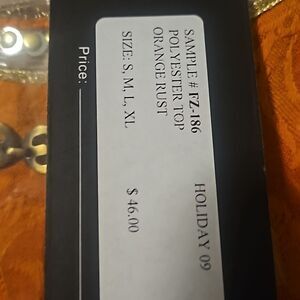 SAMPLE # FZ-186 HOLIDAY 09
POLYESTER TOP
ORANGE RUST
SIZE: S, M, L, XL $ 46.00
Price: